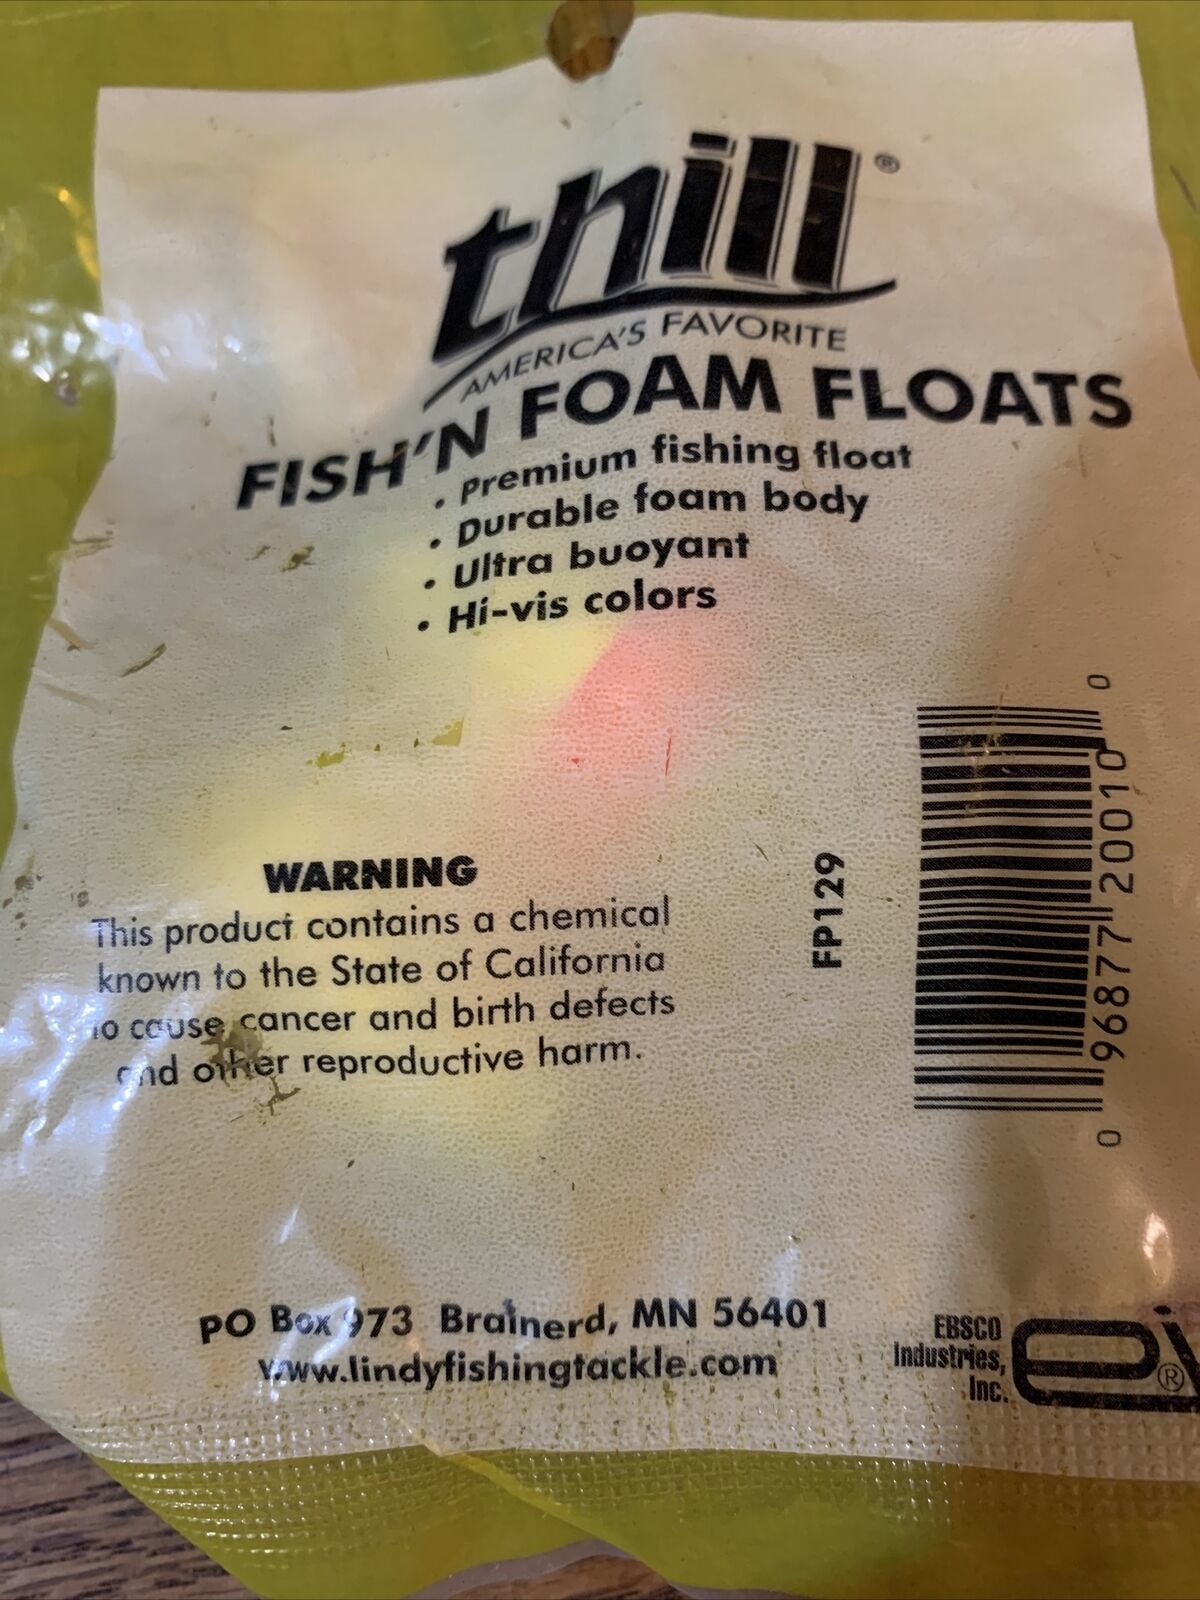 thill®
AMERICA'S FAVORITE
FISH'N FOAM FLOATS
• Premium fishing float
• Durable foam body
• Ultra buoyant
• Hi-vis colors
WARNING
This product contains a chemical
known to the State of California
to cause cancer and birth defects
and other reproductive harm.
FP129
0 96877 20010 0
PO Box 973 Brainerd, MN 56401
www.lindyfishingtackle.com
EBSCO
Industries,
Inc.
®